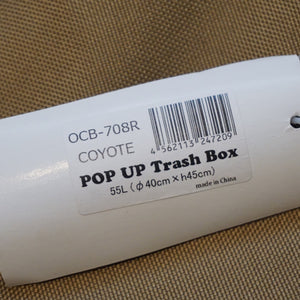 OCB-708R
COYOTE
4 562113 247209
POP UP Trash Box
55L (φ40cm×h45cm)
made in China